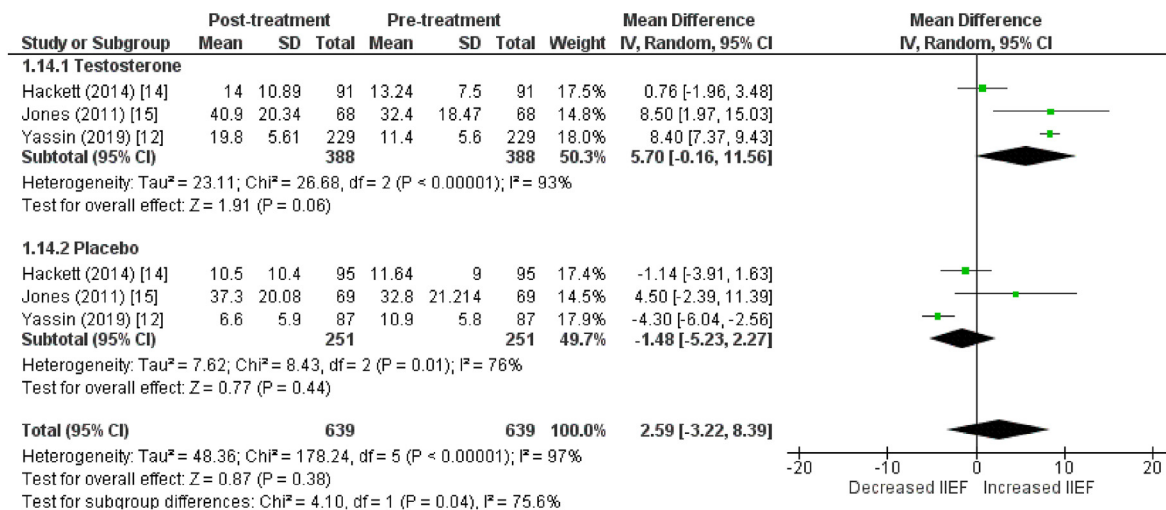 Post-treatment Pre-treatment Mean Difference Mean Difference
Study or Subgroup Mean SD Total Mean SD Total Weight IV, Random, 95% CI IV, Random, 95% CI
1.14.1 Testosterone
Hackett (2014) [14] 14 10.89 91 13.24 7.5 91 17.5% 0.76 [-1.96, 3.48]
Jones (2011) [15] 40.9 20.34 68 32.4 18.47 68 14.8% 8.50 [1.97, 15.03]
Yassin (2019) [12] 19.8 5.61 229 11.4 5.6 229 18.0% 8.40 [7.37, 9.43]
Subtotal (95% CI) 388 388 50.3% 5.70 [-0.16, 11.56]
Heterogeneity: Tau² = 23.11; Chi² = 26.68, df = 2 (P < 0.00001); I² = 93%
Test for overall effect: Z = 1.91 (P = 0.06)
1.14.2 Placebo
Hackett (2014) [14] 10.5 10.4 95 11.64 9 95 17.4% -1.14 [-3.91, 1.63]
Jones (2011) [15] 37.3 20.08 69 32.8 21.214 69 14.5% 4.50 [-2.39, 11.39]
Yassin (2019) [12] 6.6 5.9 87 10.9 5.8 87 17.9% -4.30 [-6.04, -2.56]
Subtotal (95% CI) 251 251 49.7% -1.48 [-5.23, 2.27]
Heterogeneity: Tau² = 7.62; Chi² = 8.43, df = 2 (P = 0.01); I² = 76%
Test for overall effect: Z = 0.77 (P = 0.44)
Total (95% CI) 639 639 100.0% 2.59 [-3.22, 8.39]
Heterogeneity: Tau² = 48.36; Chi² = 178.24, df = 5 (P < 0.00001); I² = 97%
Test for overall effect: Z = 0.87 (P = 0.38)
Test for subgroup differences: Chi² = 4.10, df = 1 (P = 0.04), I² = 75.6%
-20 -10 0 10 20
Decreased IIEF Increased IIEF